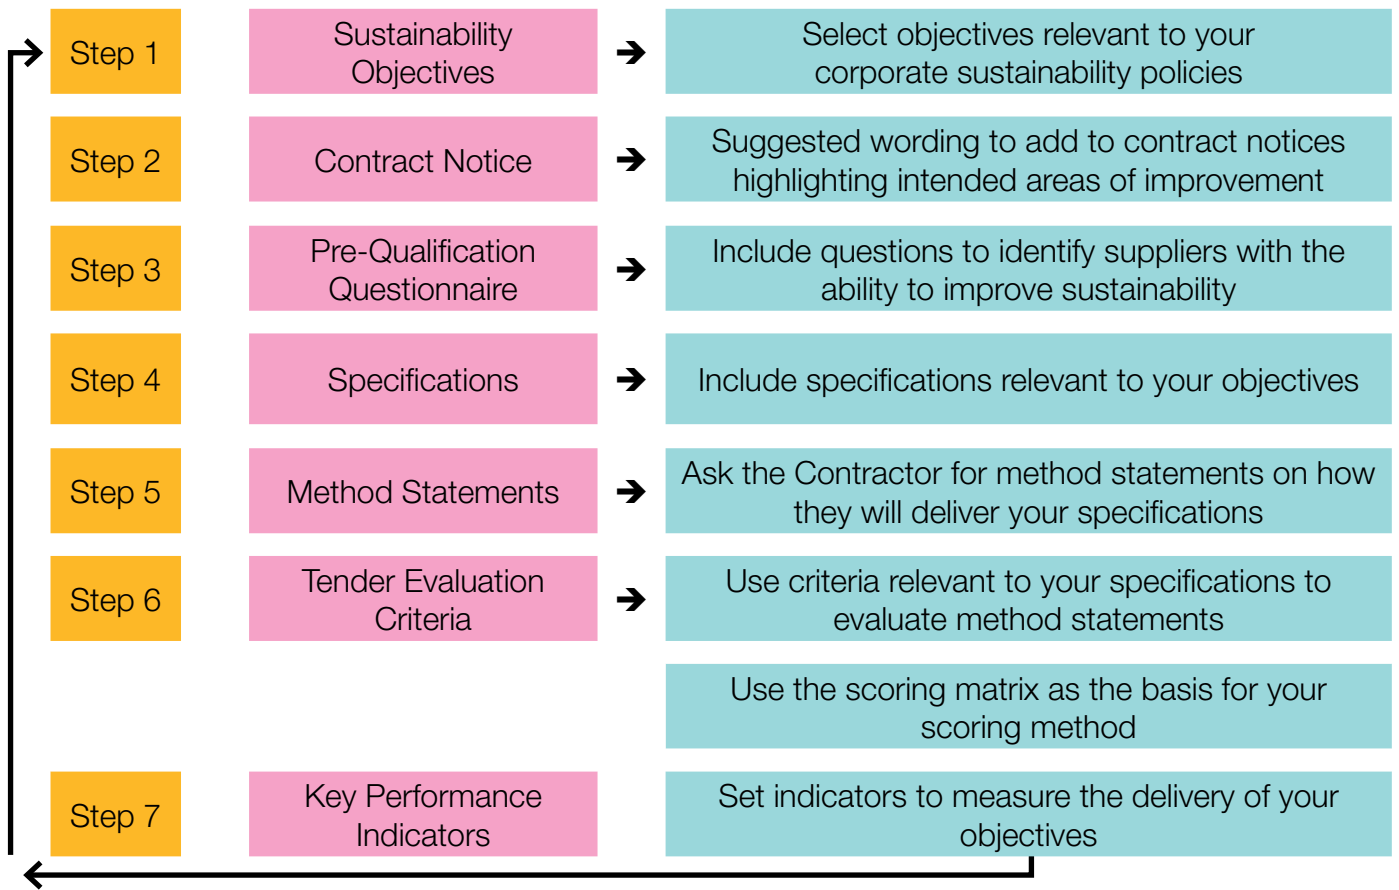 Step 1
Sustainability
Objectives
Select objectives relevant to your
corporate sustainability policies
Step 2
Contract Notice
Suggested wording to add to contract notices
highlighting intended areas of improvement
Step 3
Pre-Qualification
Questionnaire
Include questions to identify suppliers with the
ability to improve sustainability
Step 4
Specifications
Include specifications relevant to your objectives
Step 5
Method Statements
Ask the Contractor for method statements on how
they will deliver your specifications
Step 6
Tender Evaluation
Criteria
Use criteria relevant to your specifications to
evaluate method statements
Use the scoring matrix as the basis for your
scoring method
Step 7
Key Performance
Indicators
Set indicators to measure the delivery of your
objectives